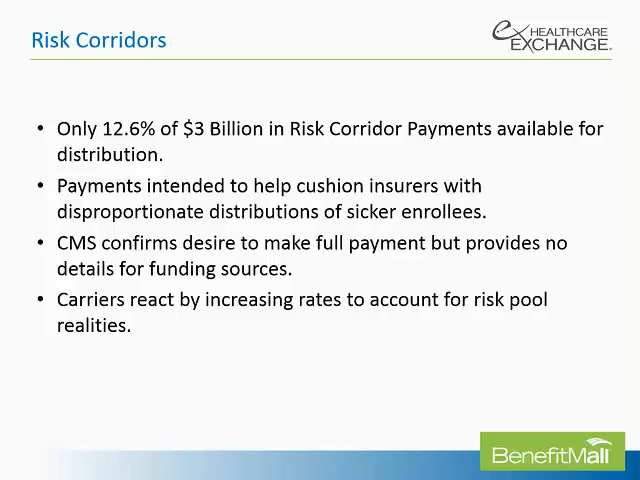 Risk Corridors
ex HEALTHCARE
EXCHANGE
• Only 12.6% of $3 Billion in Risk Corridor Payments available for
distribution.
• Payments intended to help cushion insurers with
disproportionate distributions of sicker enrollees.
• CMS confirms desire to make full payment but provides no
details for funding sources.
• Carriers react by increasing rates to account for risk pool
realities.
BenefitMall